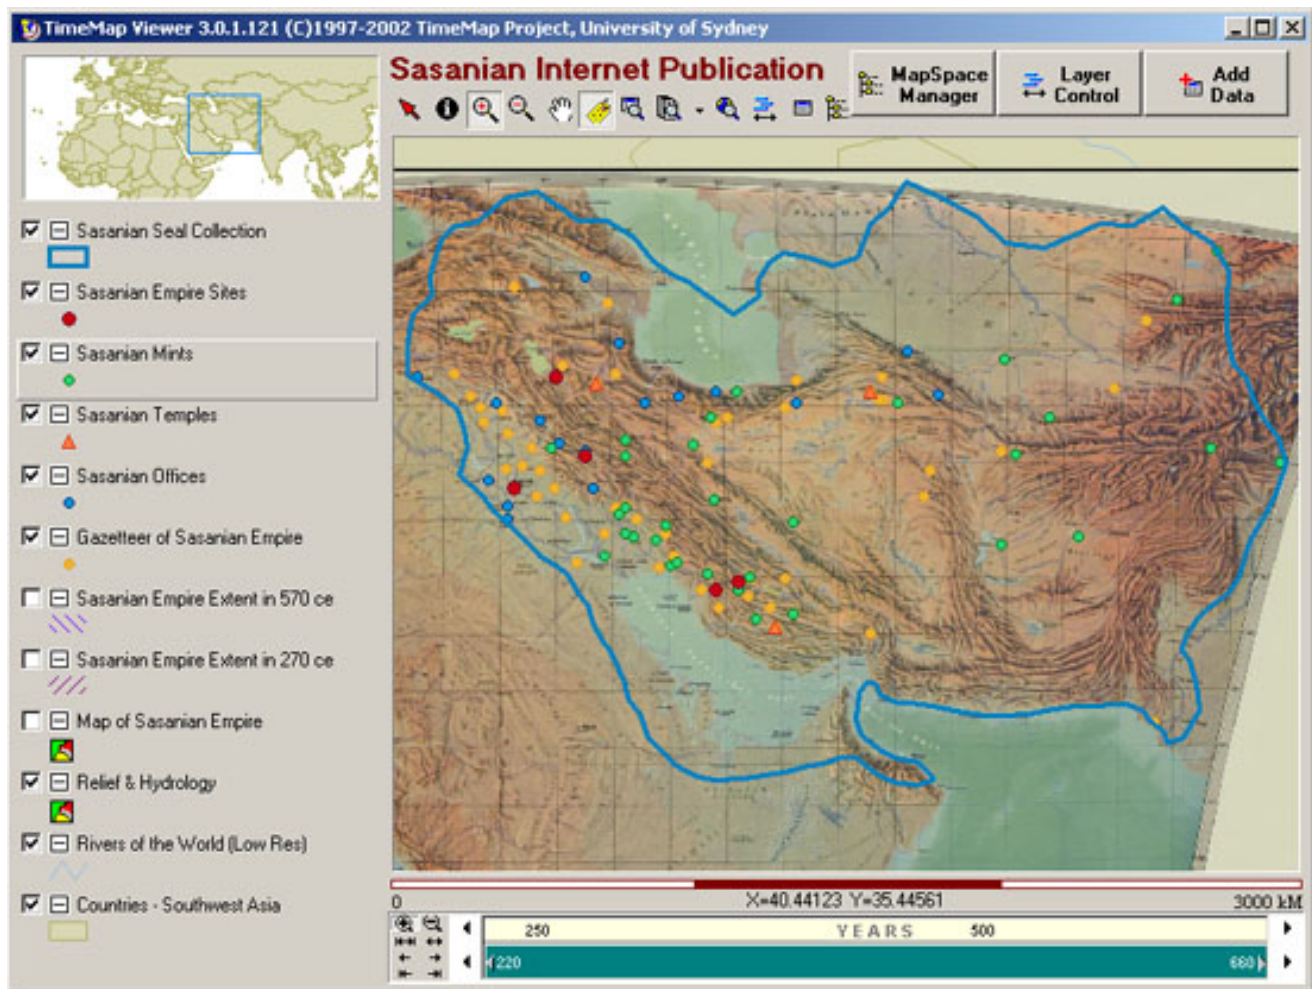 TimeMap Viewer 3.0.1.121 (C)1997-2002 TimeMap Project, University of Sydney
Sasanian Internet Publication
MapSpace Manager
Layer Control
Add Data
Sasanian Seal Collection
Sasanian Empire Sites
Sasanian Mints
Sasanian Temples
Sasanian Offices
Gazetteer of Sasanian Empire
Sasanian Empire Extent in 570 ce
Sasanian Empire Extent in 270 ce
Map of Sasanian Empire
Relief & Hydrology
Rivers of the World (Low Res)
Countries - Southwest Asia
0 X=40.44123 Y=35.44561 3000 kM
250 YEARS 500
220 660